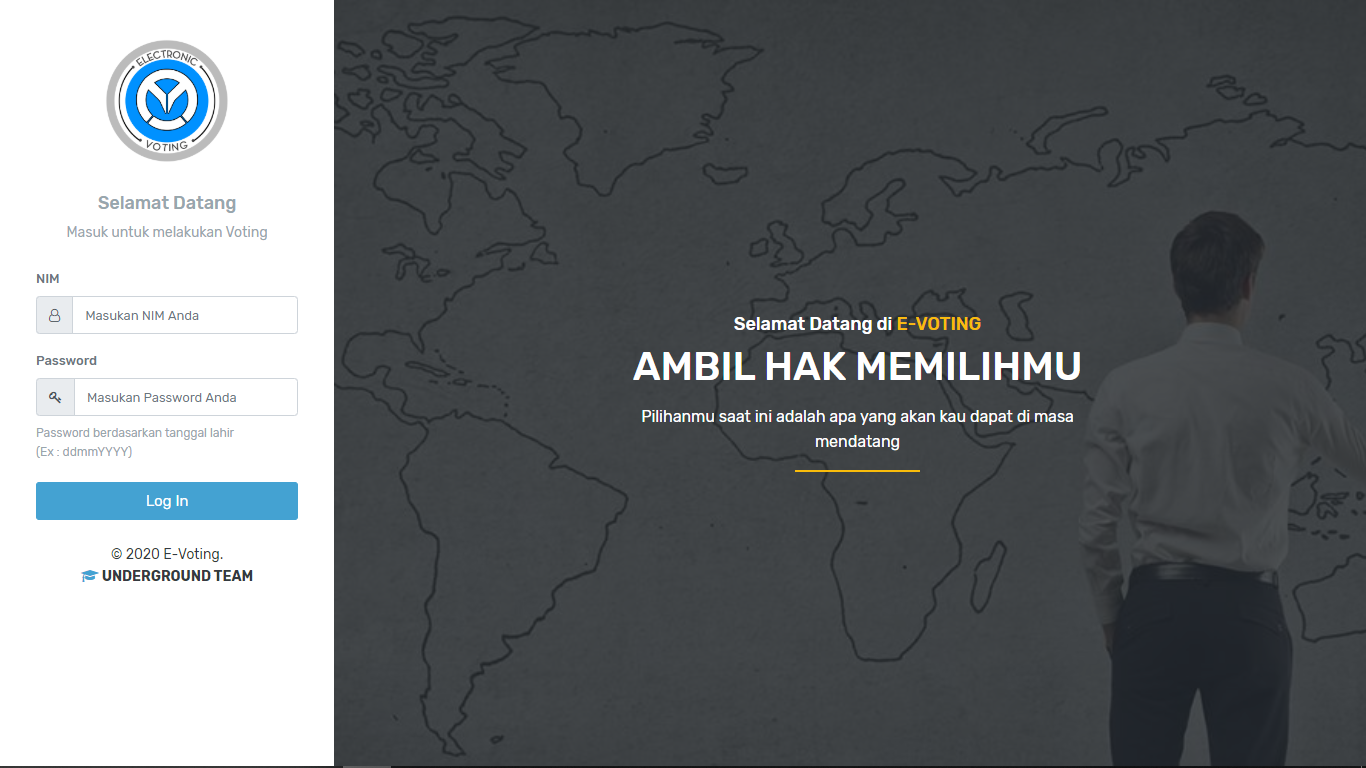 ELECTRONIC
VOTING
Selamat Datang
Masuk untuk melakukan Voting
NIM
Masukan NIM Anda
Password
Masukan Password Anda
Password berdasarkan tanggal lahir
(Ex : ddmmYYYY)
Log In
© 2020 E-Voting.
UNDERGROUND TEAM
Selamat Datang di E-VOTING
AMBIL HAK MEMILIHMU
Pilihanmu saat ini adalah apa yang akan kau dapat di masa
mendatang